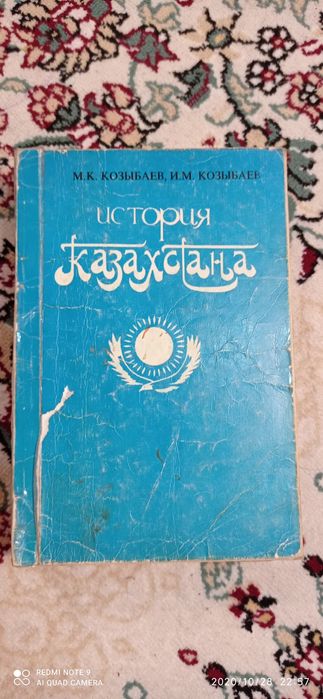 М.К. КОЗЫБАЕВ, И.М. КОЗЫБАЕВ
ИСТОРИЯ
Казахстана
REDMI NOTE 9
AI QUAD CAMERA
2020/10/28 22:57